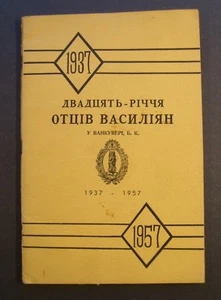 1937
ДВАДЦЯТЬ-РІЧЧЯ
ОТЦІВ ВАСИЛІЯН
У ВАНКУВЕРІ, Б. К.
1937 - 1957
1957